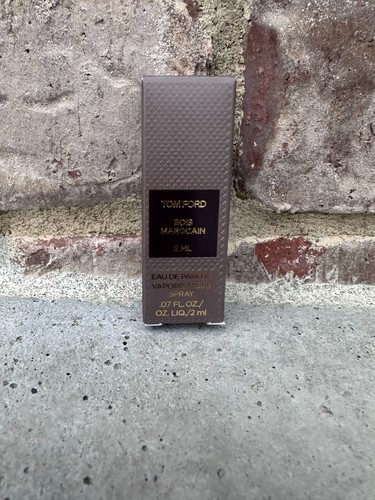 TOM FORD
BOIS
MAROCAIN
2 ML
EAU DE PARFUM
VAPORISATEUR
SPRAY
.07 FL. OZ./
OZ. LIQ./2 ml